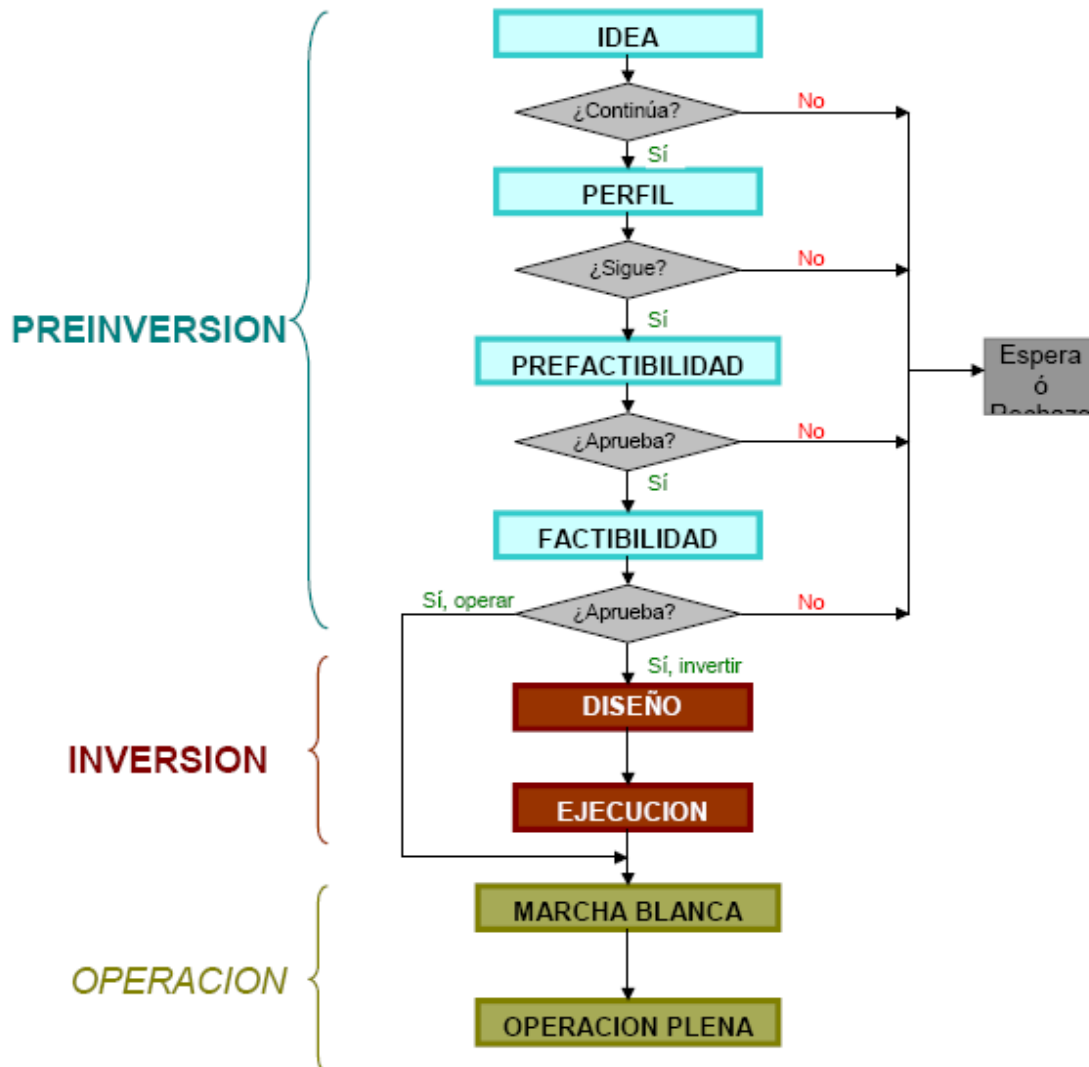 IDEA
¿Continúa?
No
Sí
PERFIL
¿Sigue?
No
Sí
PREINVERSION
PREFACTIBILIDAD
Espera
ó
¿Aprueba?
No
Sí
FACTIBILIDAD
Sí, operar
¿Aprueba?
No
Sí, invertir
DISEÑO
INVERSION
EJECUCION
MARCHA BLANCA
OPERACION
OPERACION PLENA